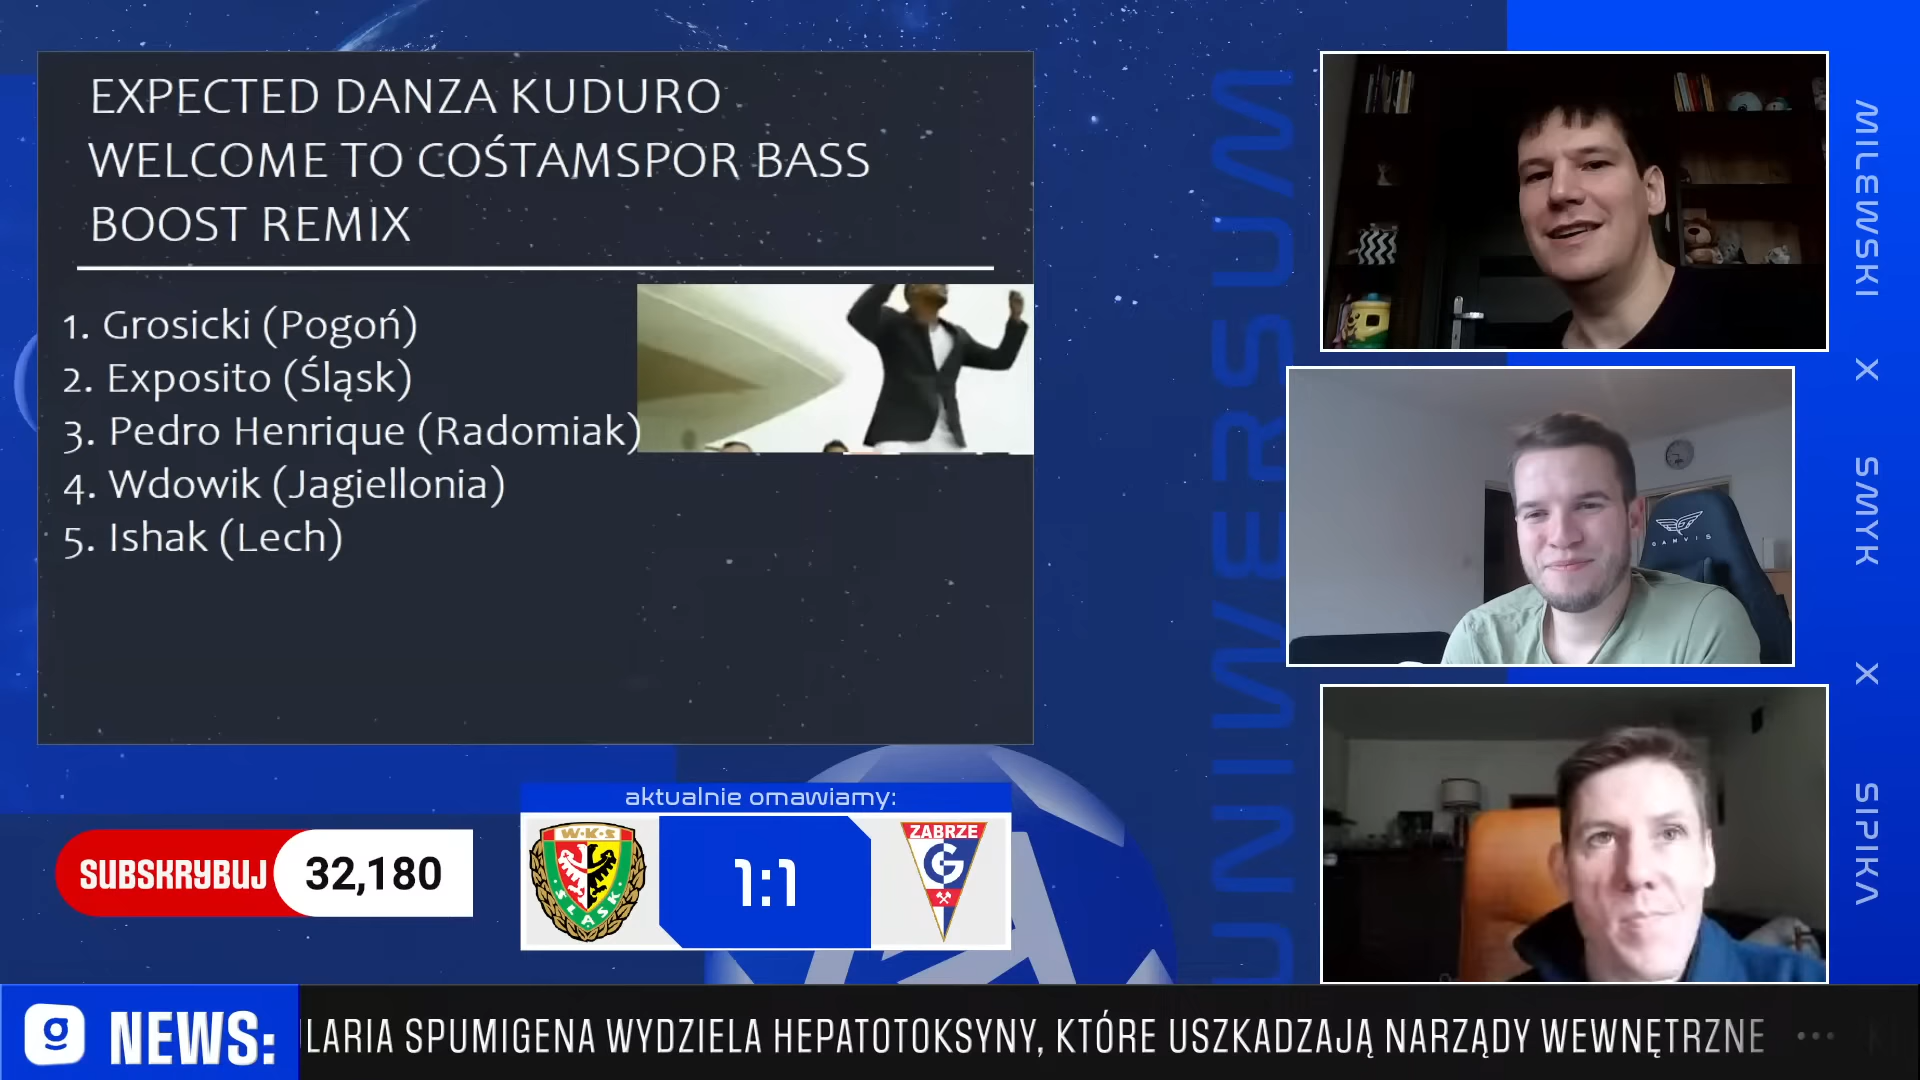 EXPECTED DANZA KUDURO
WELCOME TO COŚTAMSPOR BASS
BOOST REMIX
1. Grosicki (Pogoń)
2. Exposito (Śląsk)
3. Pedro Henrique (Radomiak)
4. Wdowik (Jagiellonia)
5. Ishak (Lech)
UNIWERSUM
MILEWSKI X SMYK X SIPIKA
GAMVIS
aktualnie omawiamy:
W·K·S
ŚLĄSK
1:1
ZABRZE
G
SUBSKRYBUJ
32,180
g NEWS:
LARIA SPUMIGENA WYDZIELA HEPATOTOKSYNY, KTÓRE USZKADZAJĄ NARZĄDY WEWNĘTRZNE ...